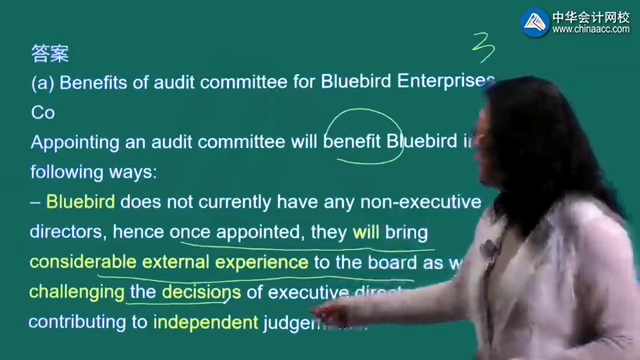 中华会计网校
www.chinaacc.com
3
答案
(a) Benefits of audit committee for Bluebird Enterprises
Co
Appointing an audit committee will benefit Bluebird in
following ways:
– Bluebird does not currently have any non-executive
directors, hence once appointed, they will bring
considerable external experience to the board as
challenging the decisions of executive
contributing to independent